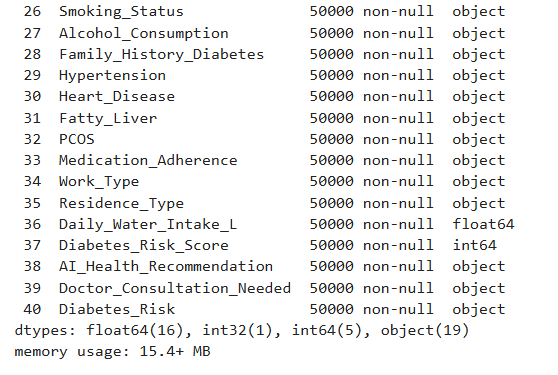 26 Smoking_Status 50000 non-null object
27 Alcohol_Consumption 50000 non-null object
28 Family_History_Diabetes 50000 non-null object
29 Hypertension 50000 non-null object
30 Heart_Disease 50000 non-null object
31 Fatty_Liver 50000 non-null object
32 PCOS 50000 non-null object
33 Medication_Adherence 50000 non-null object
34 Work_Type 50000 non-null object
35 Residence_Type 50000 non-null object
36 Daily_Water_Intake_L 50000 non-null float64
37 Diabetes_Risk_Score 50000 non-null int64
38 AI_Health_Recommendation 50000 non-null object
39 Doctor_Consultation_Needed 50000 non-null object
40 Diabetes_Risk 50000 non-null object
dtypes: float64(16), int32(1), int64(5), object(19)
memory usage: 15.4+ MB